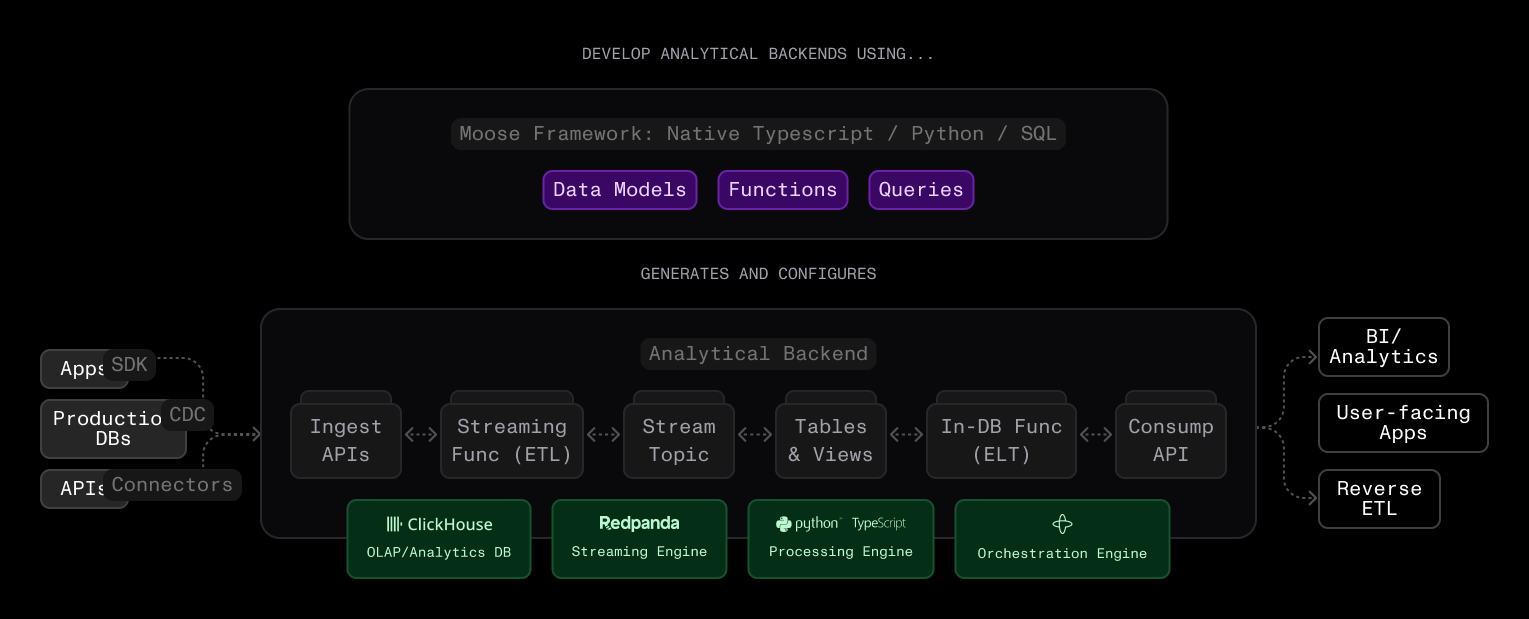 DEVELOP ANALYTICAL BACKENDS USING...
Moose Framework: Native Typescript / Python / SQL
Data Models
Functions
Queries
GENERATES AND CONFIGURES
Apps
SDK
Productio
CDC
DBs
APIs
Connectors
Analytical Backend
Ingest
APIs
Streaming
Func (ETL)
Stream
Topic
Tables
& Views
In-DB Func
(ELT)
Consump
API
ClickHouse
OLAP/Analytics DB
Redpanda
Streaming Engine
python™ TypeScript
Processing Engine
Orchestration Engine
BI/
Analytics
User-facing
Apps
Reverse
ETL